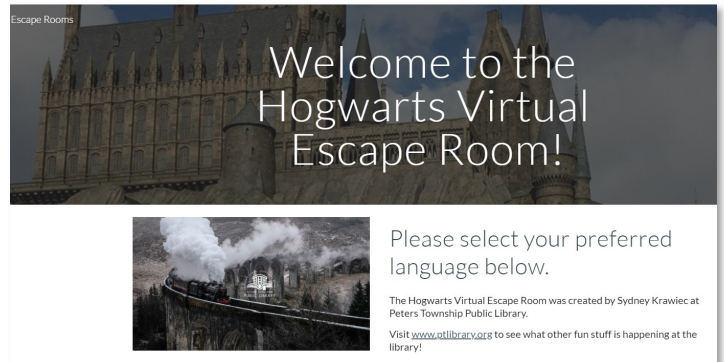 Escape Rooms
Welcome to the
Hogwarts Virtual
Escape Room!
PUBLIC LIBRARY
Please select your preferred
language below.
The Hogwarts Virtual Escape Room was created by Sydney Krawiec at
Peters Township Public Library.
Visit www.ptlibrary.org to see what other fun stuff is happening at the
library!